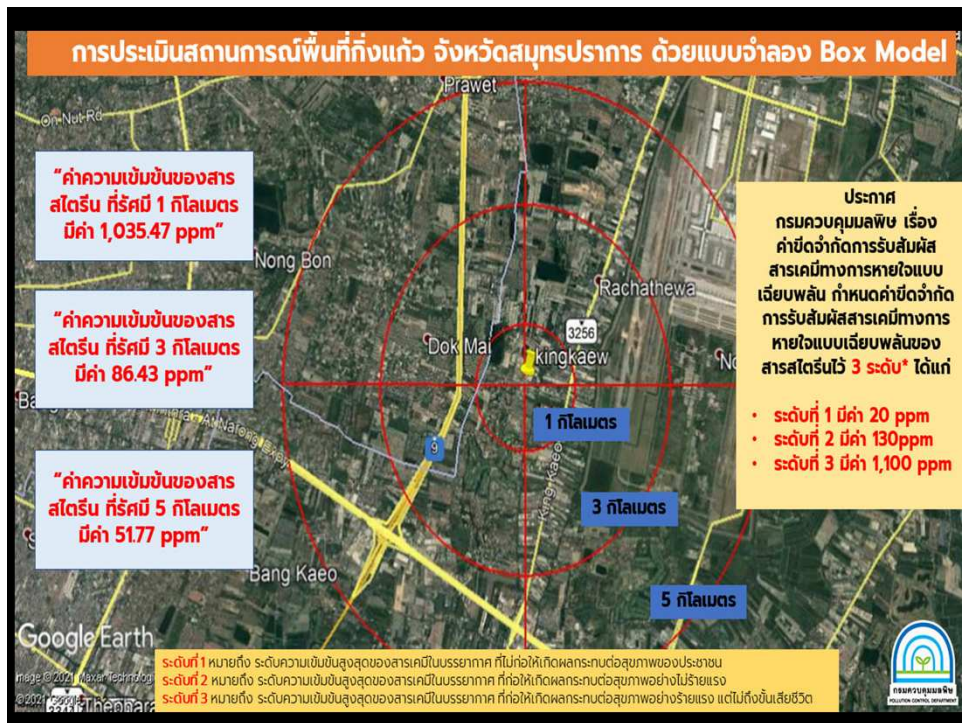 การประเมินสถานการณ์พื้นที่กิ่งแก้ว จังหวัดสมุทรปราการ ด้วยแบบจำลอง Box Model
Prawet
On Nut Rd
“ค่าความเข้มข้นของสาร
สไตรีน ที่รัศมี 1 กิโลเมตร
มีค่า 1,035.47 ppm”
“ค่าความเข้มข้นของสาร
สไตรีน ที่รัศมี 3 กิโลเมตร
มีค่า 86.43 ppm”
“ค่าความเข้มข้นของสาร
สไตรีน ที่รัศมี 5 กิโลเมตร
มีค่า 51.77 ppm”
Nong Bon
Dok Mai
Rachathewa
3256
kingkaew
9
At Narong Expy
King Kaeo
Bang Kaeo
1 กิโลเมตร
3 กิโลเมตร
5 กิโลเมตร
ประกาศ
กรมควบคุมมลพิษ เรื่อง
ค่าขีดจำกัดการรับสัมผัส
สารเคมีทางการหายใจแบบ
เฉียบพลัน กำหนดค่าขีดจำกัด
การรับสัมผัสสารเคมีทางการ
หายใจแบบเฉียบพลันของ
สารสไตรีนไว้ 3 ระดับ* ได้แก่
• ระดับที่ 1 มีค่า 20 ppm
• ระดับที่ 2 มีค่า 130ppm
• ระดับที่ 3 มีค่า 1,100 ppm
Google Earth
©2021 Google
ระดับที่ 1 หมายถึง ระดับความเข้มข้นสูงสุดของสารเคมีในบรรยากาศ ที่ไม่ก่อให้เกิดผลกระทบต่อสุขภาพของประชาชน
ระดับที่ 2 หมายถึง ระดับความเข้มข้นสูงสุดของสารเคมีในบรรยากาศ ที่ก่อให้เกิดผลกระทบต่อสุขภาพอย่างไม่ร้ายแรง
ระดับที่ 3 หมายถึง ระดับความเข้มข้นสูงสุดของสารเคมีในบรรยากาศ ที่ก่อให้เกิดผลกระทบต่อสุขภาพอย่างร้ายแรง แต่ไม่ถึงขั้นเสียชีวิต
กรมควบคุมมลพิษ
POLLUTION CONTROL DEPARTMENT